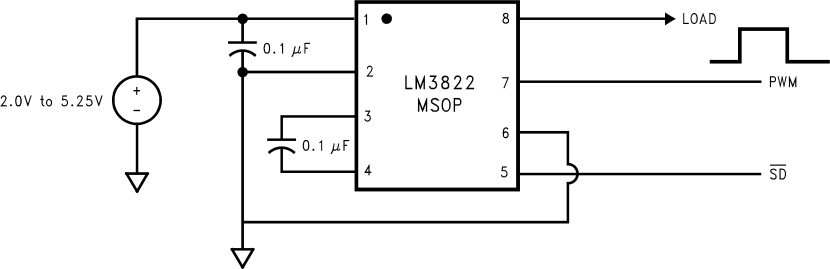 1
8
LOAD
0.1 µF
2
LM3822
MSOP
7
PWM
+
−
2.0V to 5.25V
3
0.1 µF
6
4
5
S̅D̅